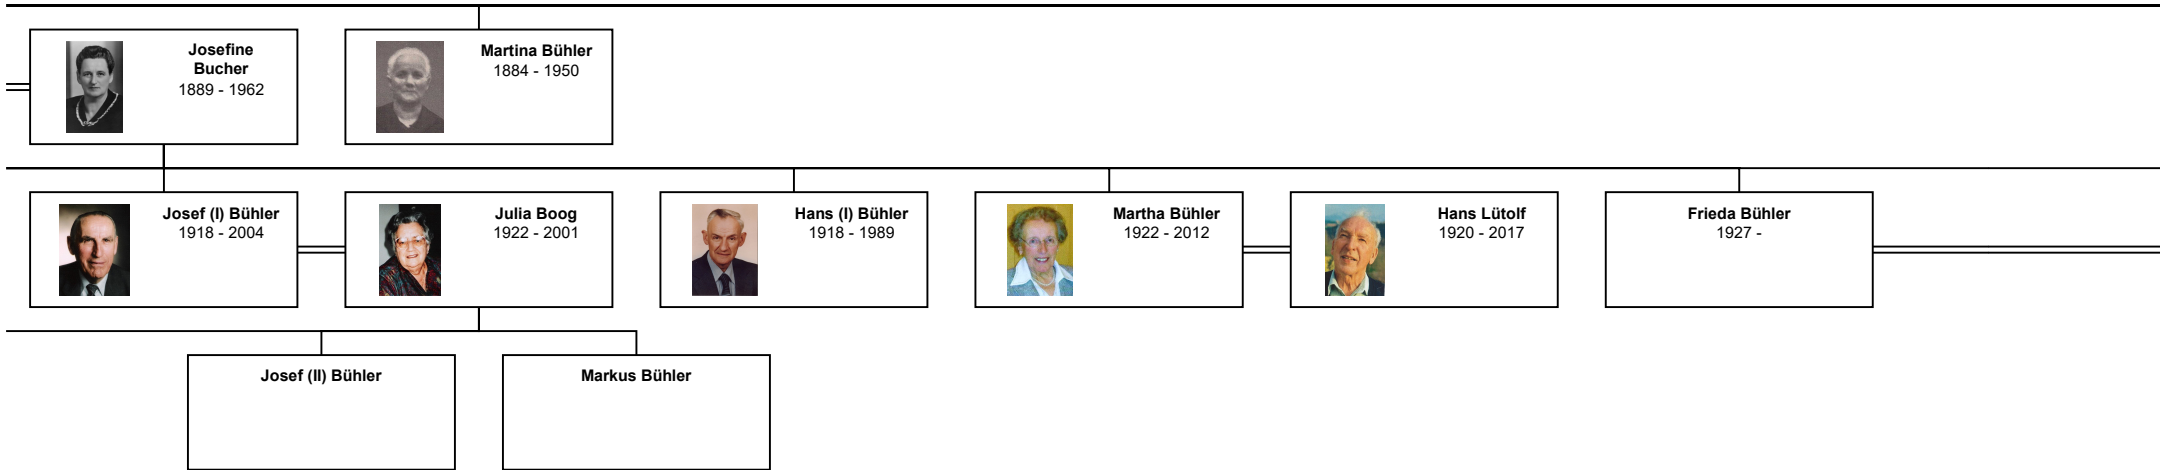 Josefine
Bucher
1889 - 1962
Martina Bühler
1884 - 1950
Josef (I) Bühler
1918 - 2004
Julia Boog
1922 - 2001
Hans (I) Bühler
1918 - 1989
Martha Bühler
1922 - 2012
Hans Lütolf
1920 - 2017
Frieda Bühler
1927 -
Josef (II) Bühler
Markus Bühler